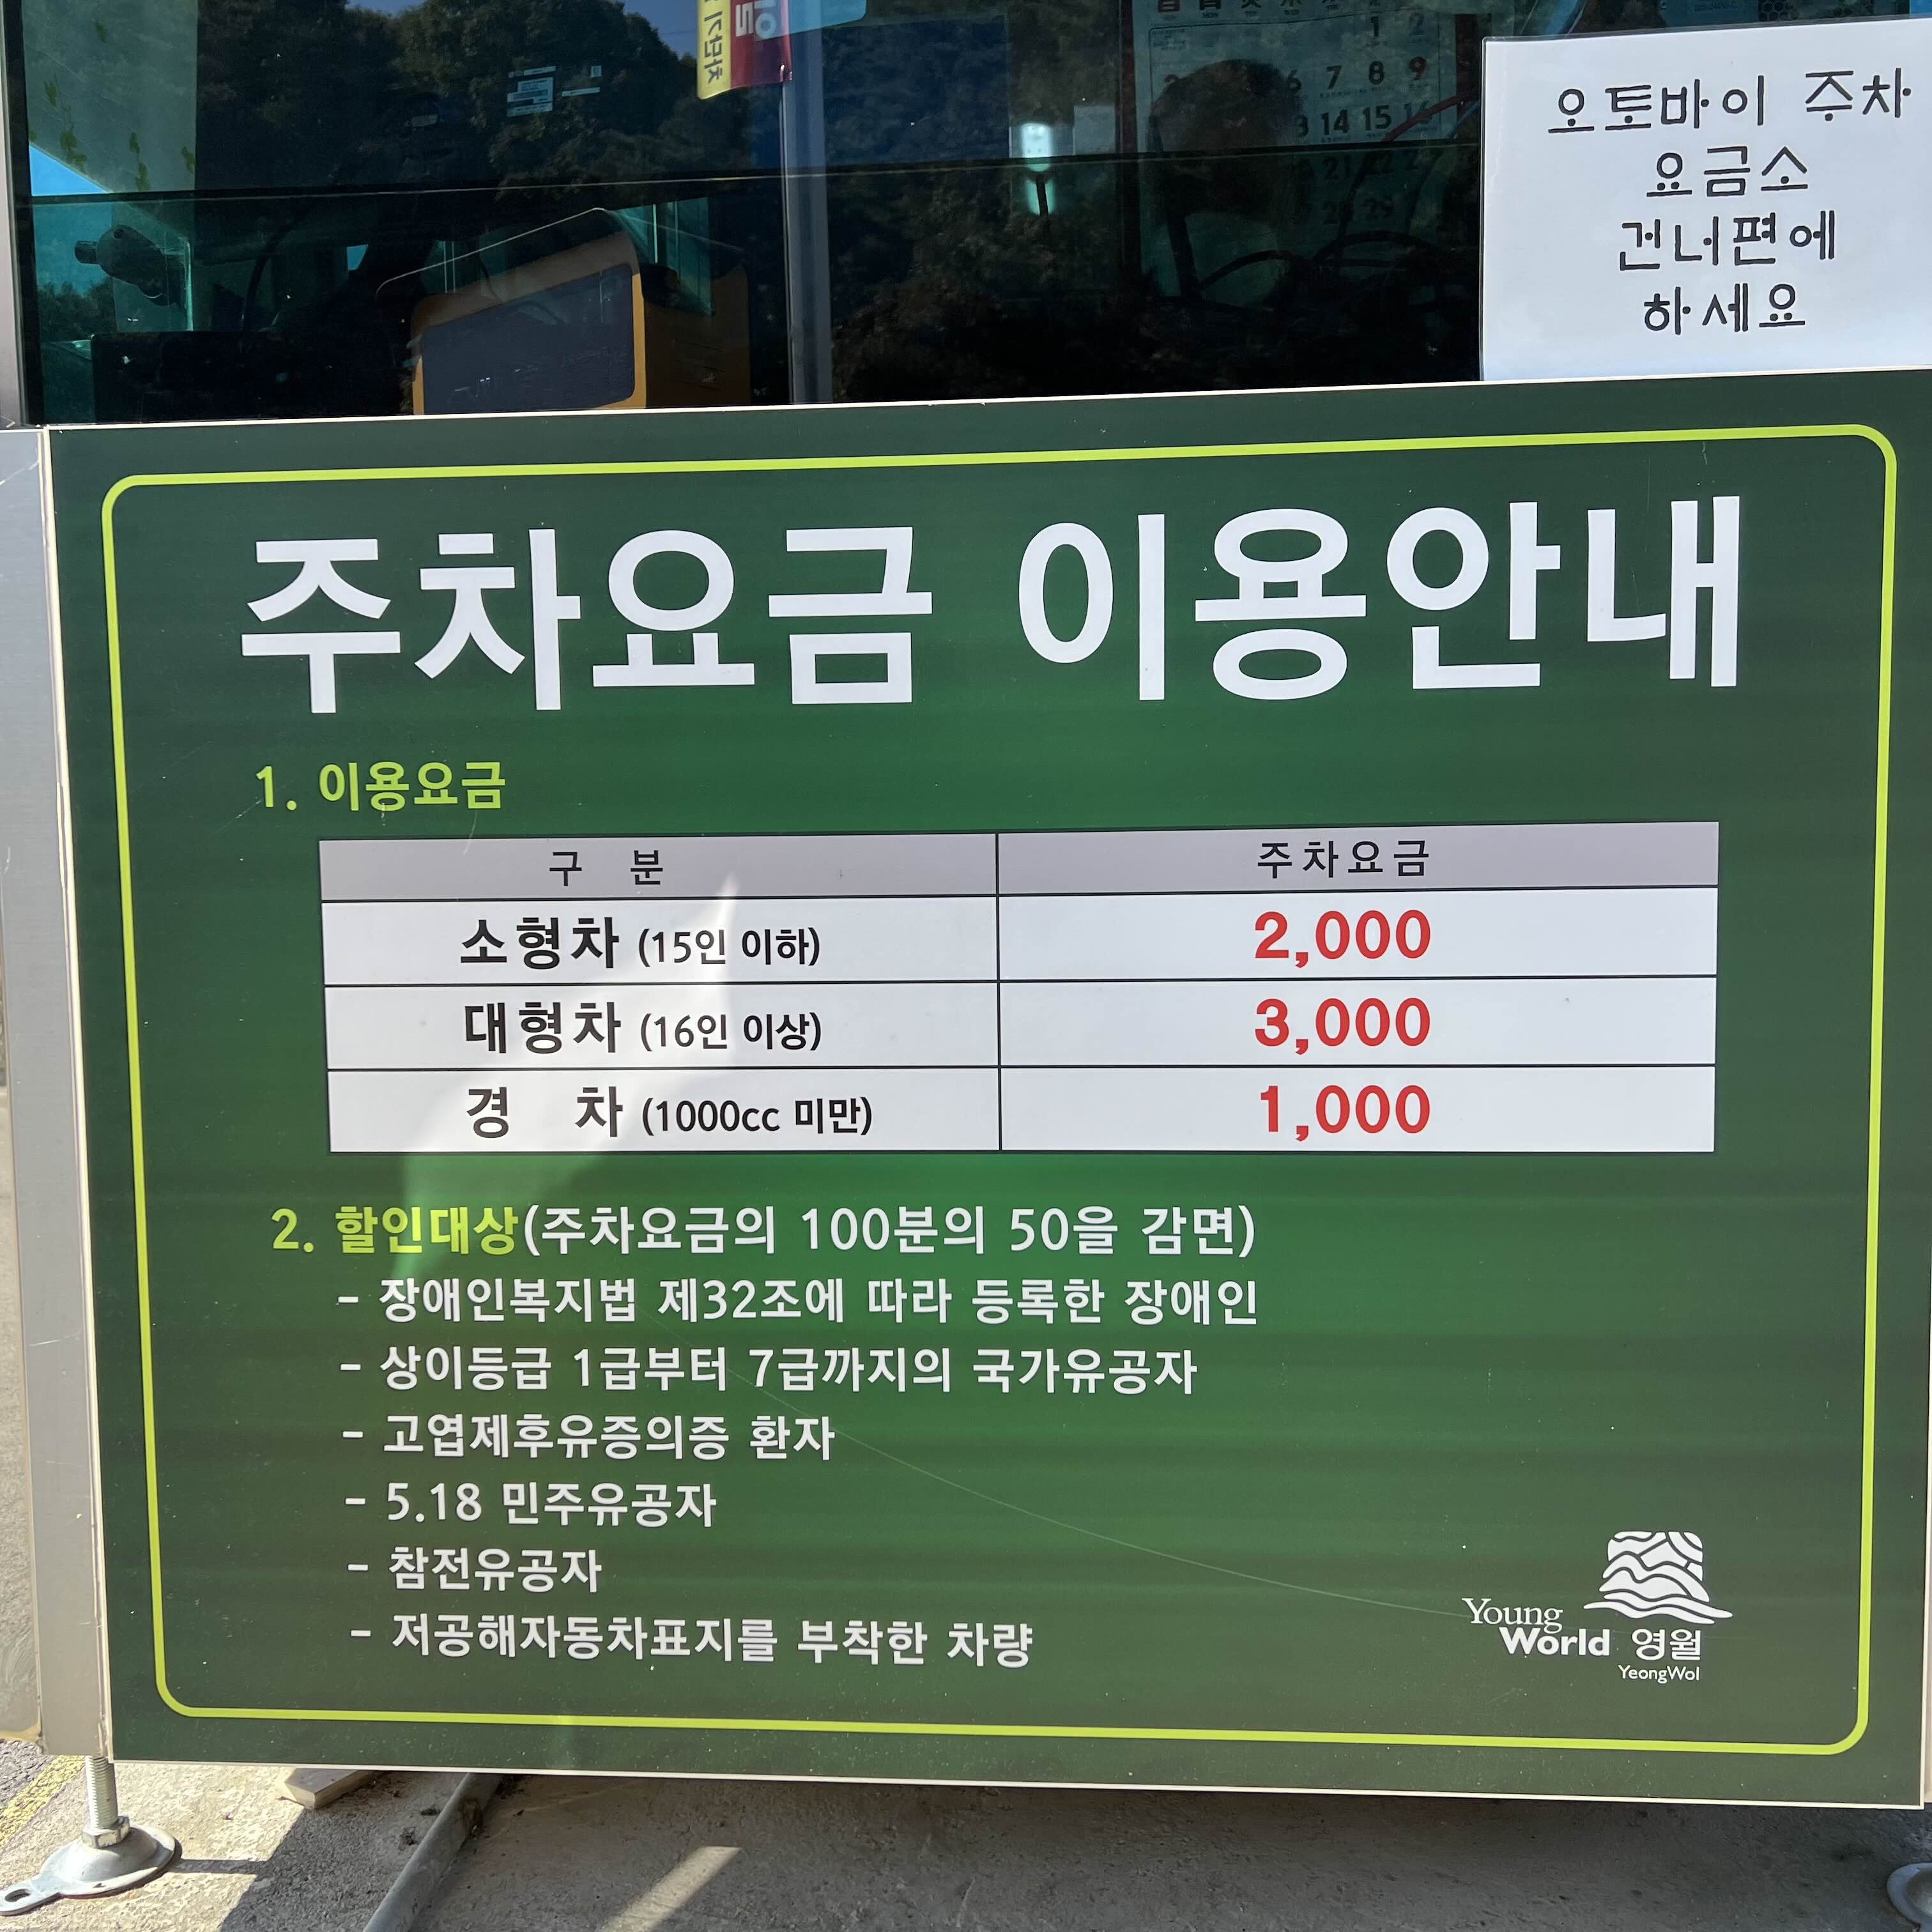 오토바이 주차
요금소
건너편에
하세요
1 2
6 7 8 9
14 15
주차요금 이용안내
1. 이용요금
구 분 주차요금
소형차 (15인 이하) 2,000
대형차 (16인 이상) 3,000
경 차 (1000cc 미만) 1,000
2. 할인대상(주차요금의 100분의 50을 감면)
- 장애인복지법 제32조에 따라 등록한 장애인
- 상이등급 1급부터 7급까지의 국가유공자
- 고엽제후유증의증 환자
- 5.18 민주유공자
- 참전유공자
- 저공해자동차표지를 부착한 차량
Young
World 영월
YeongWol